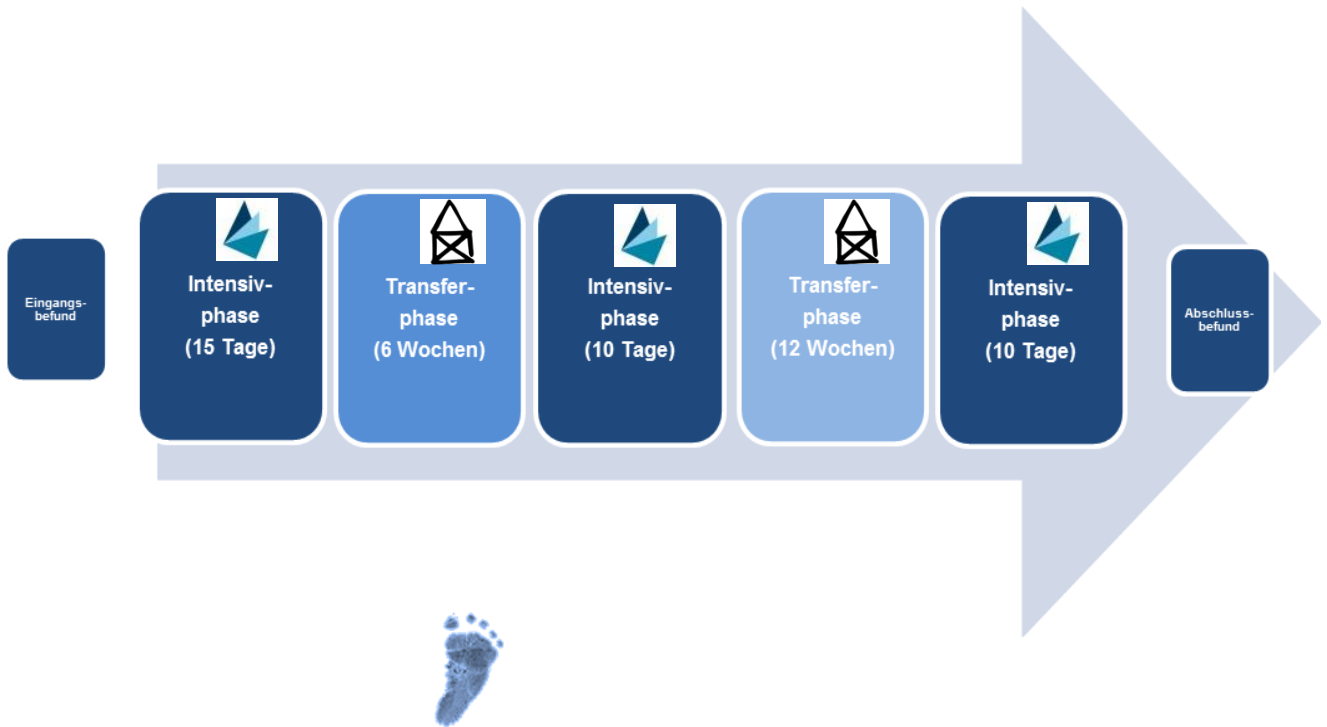 Eingangs-
befund
Intensiv-
phase
(15 Tage)
Transfer-
phase
(6 Wochen)
Intensiv-
phase
(10 Tage)
Transfer-
phase
(12 Wochen)
Intensiv-
phase
(10 Tage)
Abschluss-
befund